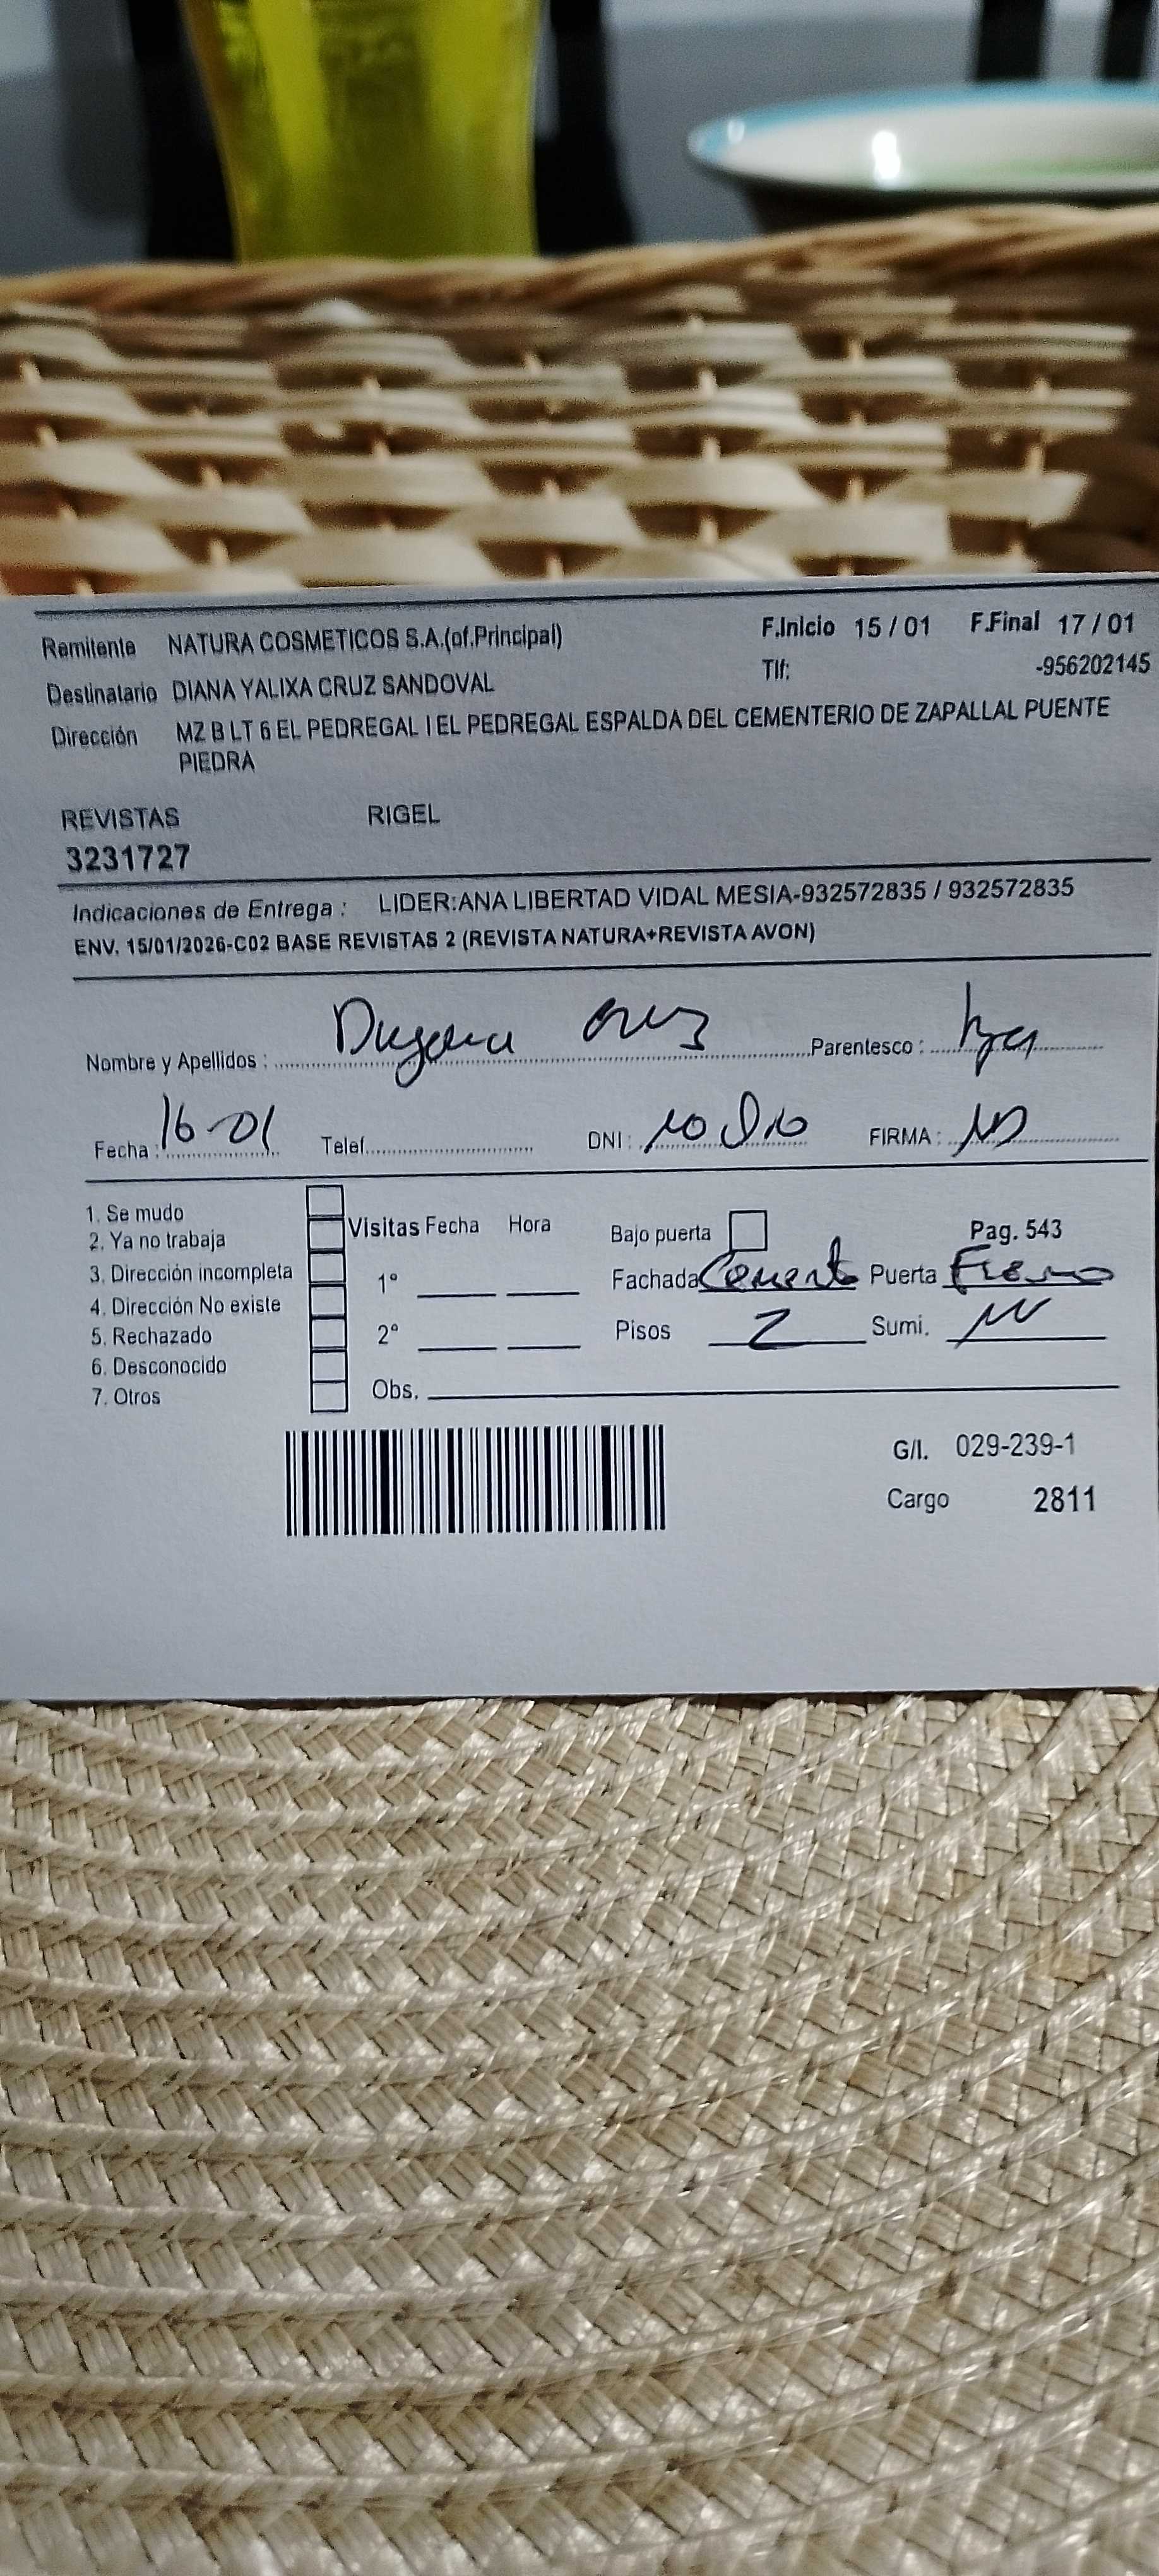 Remitente NATURA COSMETICOS S.A.(of.Principal) F.Inicio 15 / 01 F.Final 17 / 01
Destinatario DIANA YALIXA CRUZ SANDOVAL Tlf: -956202145
Dirección MZ B LT 6 EL PEDREGAL I EL PEDREGAL ESPALDA DEL CEMENTERIO DE ZAPALLAL PUENTE
PIEDRA
REVISTAS RIGEL
3231727
Indicaciones de Entrega : LIDER:ANA LIBERTAD VIDAL MESIA-932572835 / 932572835
ENV. 15/01/2026-C02 BASE REVISTAS 2 (REVISTA NATURA+REVISTA AVON)
Nombre y Apellidos : Cruz Parentesco :
Fecha : 16-01 Telef. DNI : no dio FIRMA :
1. Se mudo
2. Ya no trabaja Visitas Fecha Hora Bajo puerta Pag. 543
3. Dirección incompleta 1° Fachada Cemento Puerta Fierro
4. Dirección No existe
5. Rechazado 2° Pisos 2 Sumi.
6. Desconocido
7. Otros Obs.
G/I. 029-239-1
Cargo 2811